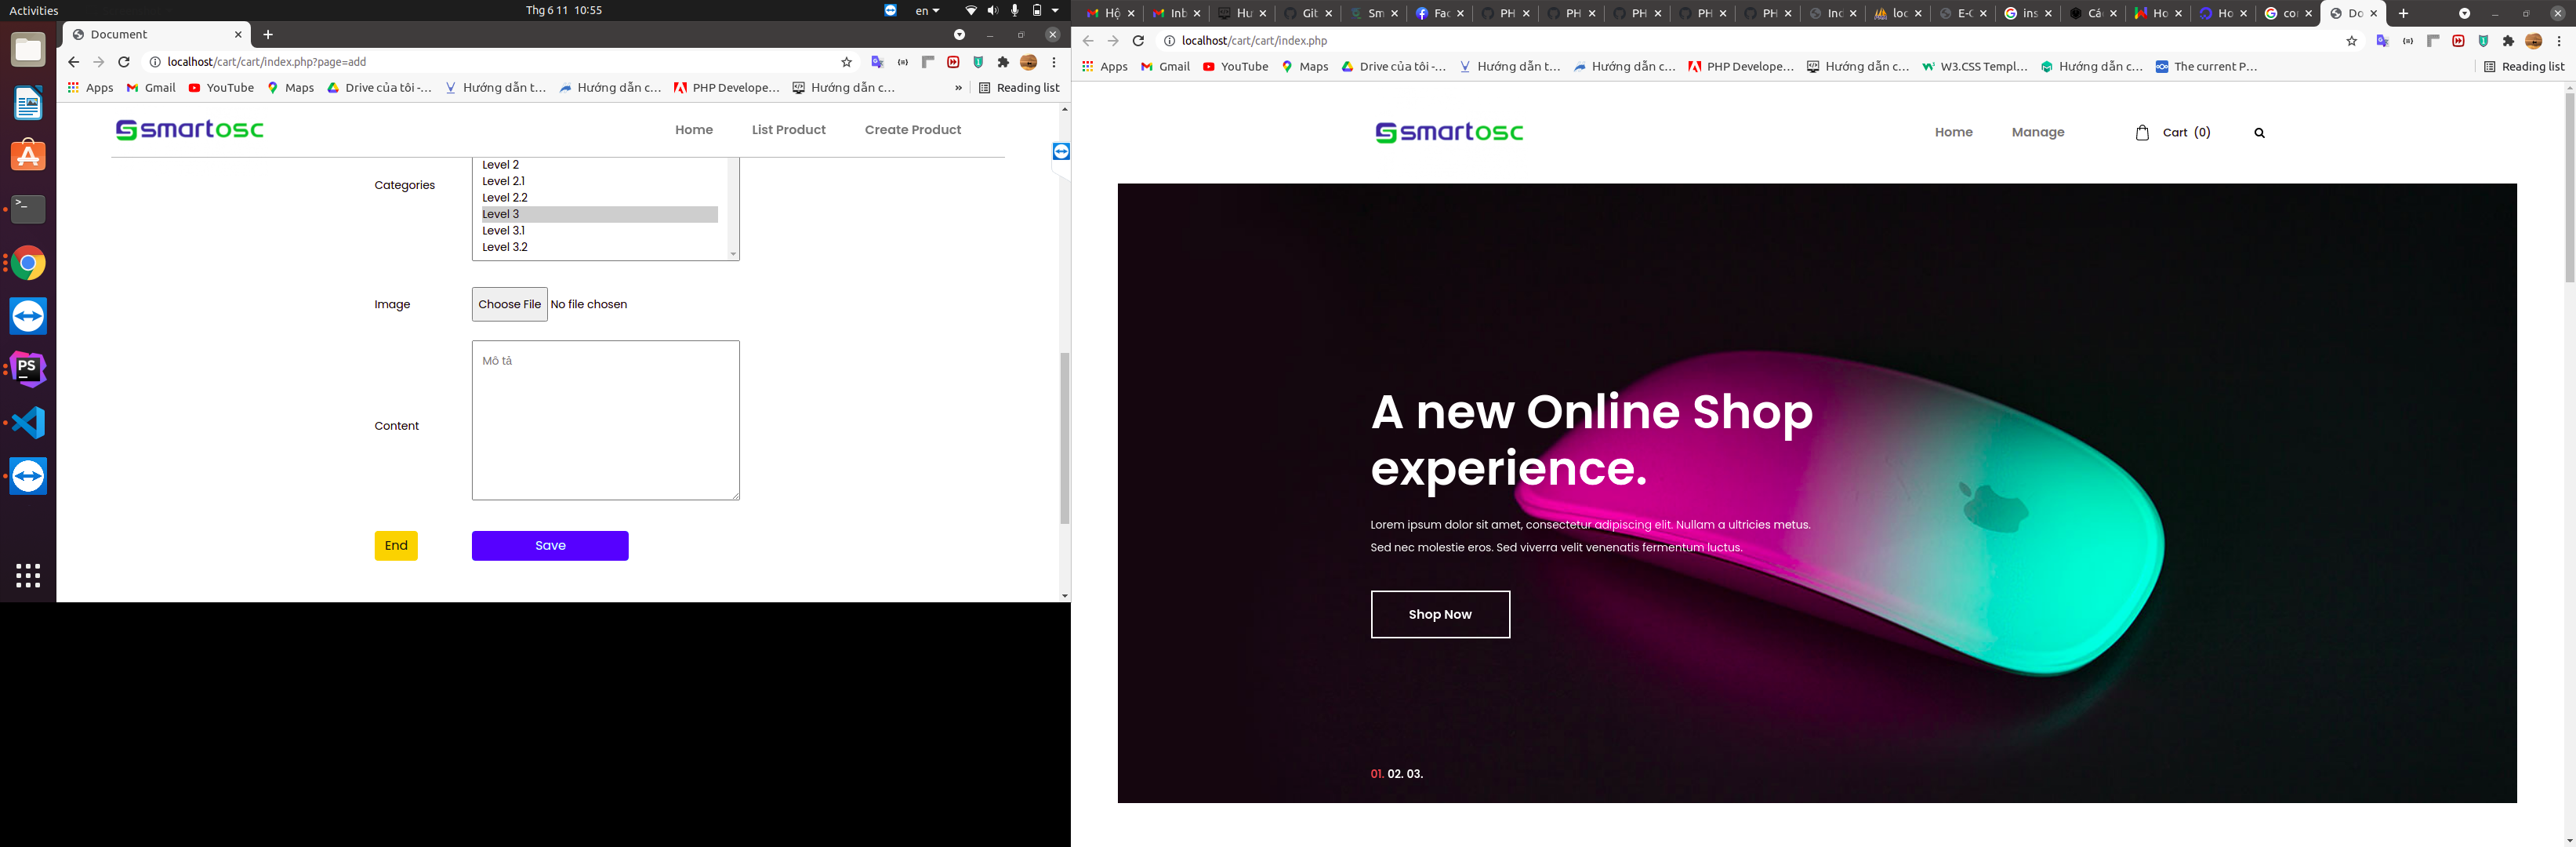 Activities
Thg 6 11 10:55
en
Document
localhost/cart/cart/index.php?page=add
Apps
Gmail
YouTube
Maps
Drive của tôi -...
Hướng dẫn t...
Hướng dẫn c...
PHP Develope...
Hướng dẫn c...
»
Reading list
smartosc
Home
List Product
Create Product
Categories
Level 2
Level 2.1
Level 2.2
Level 3
Level 3.1
Level 3.2
Image
Choose File
No file chosen
Content
Mô tả
End
Save
PS
Hộ
Inb
Hư
Git
Sm
Fac
PH
PH
PH
PH
PH
Ind
loc
E-C
ins
Các
Ho
Ho
co
Do
localhost/cart/cart/index.php
Apps
Gmail
YouTube
Maps
Drive của tôi -...
Hướng dẫn t...
Hướng dẫn c...
PHP Develope...
Hướng dẫn c...
W3.CSS Templ...
Hướng dẫn c...
The current P...
Reading list
smartosc
Home
Manage
Cart (0)
A new Online Shop
experience.
Lorem ipsum dolor sit amet, consectetur adipiscing elit. Nullam a ultricies metus.
Sed nec molestie eros. Sed viverra velit venenatis fermentum luctus.
Shop Now
01. 02. 03.